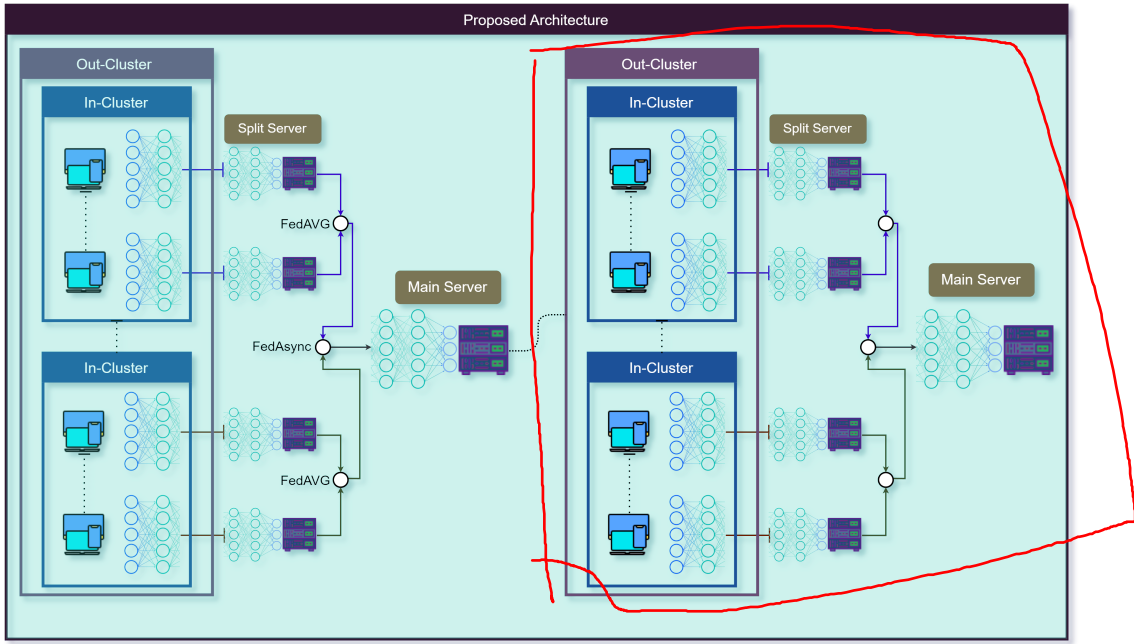 Proposed Architecture
Out-Cluster
In-Cluster
Split Server
FedAVG
Main Server
FedAsync
In-Cluster
FedAVG
Out-Cluster
In-Cluster
Split Server
Main Server
In-Cluster